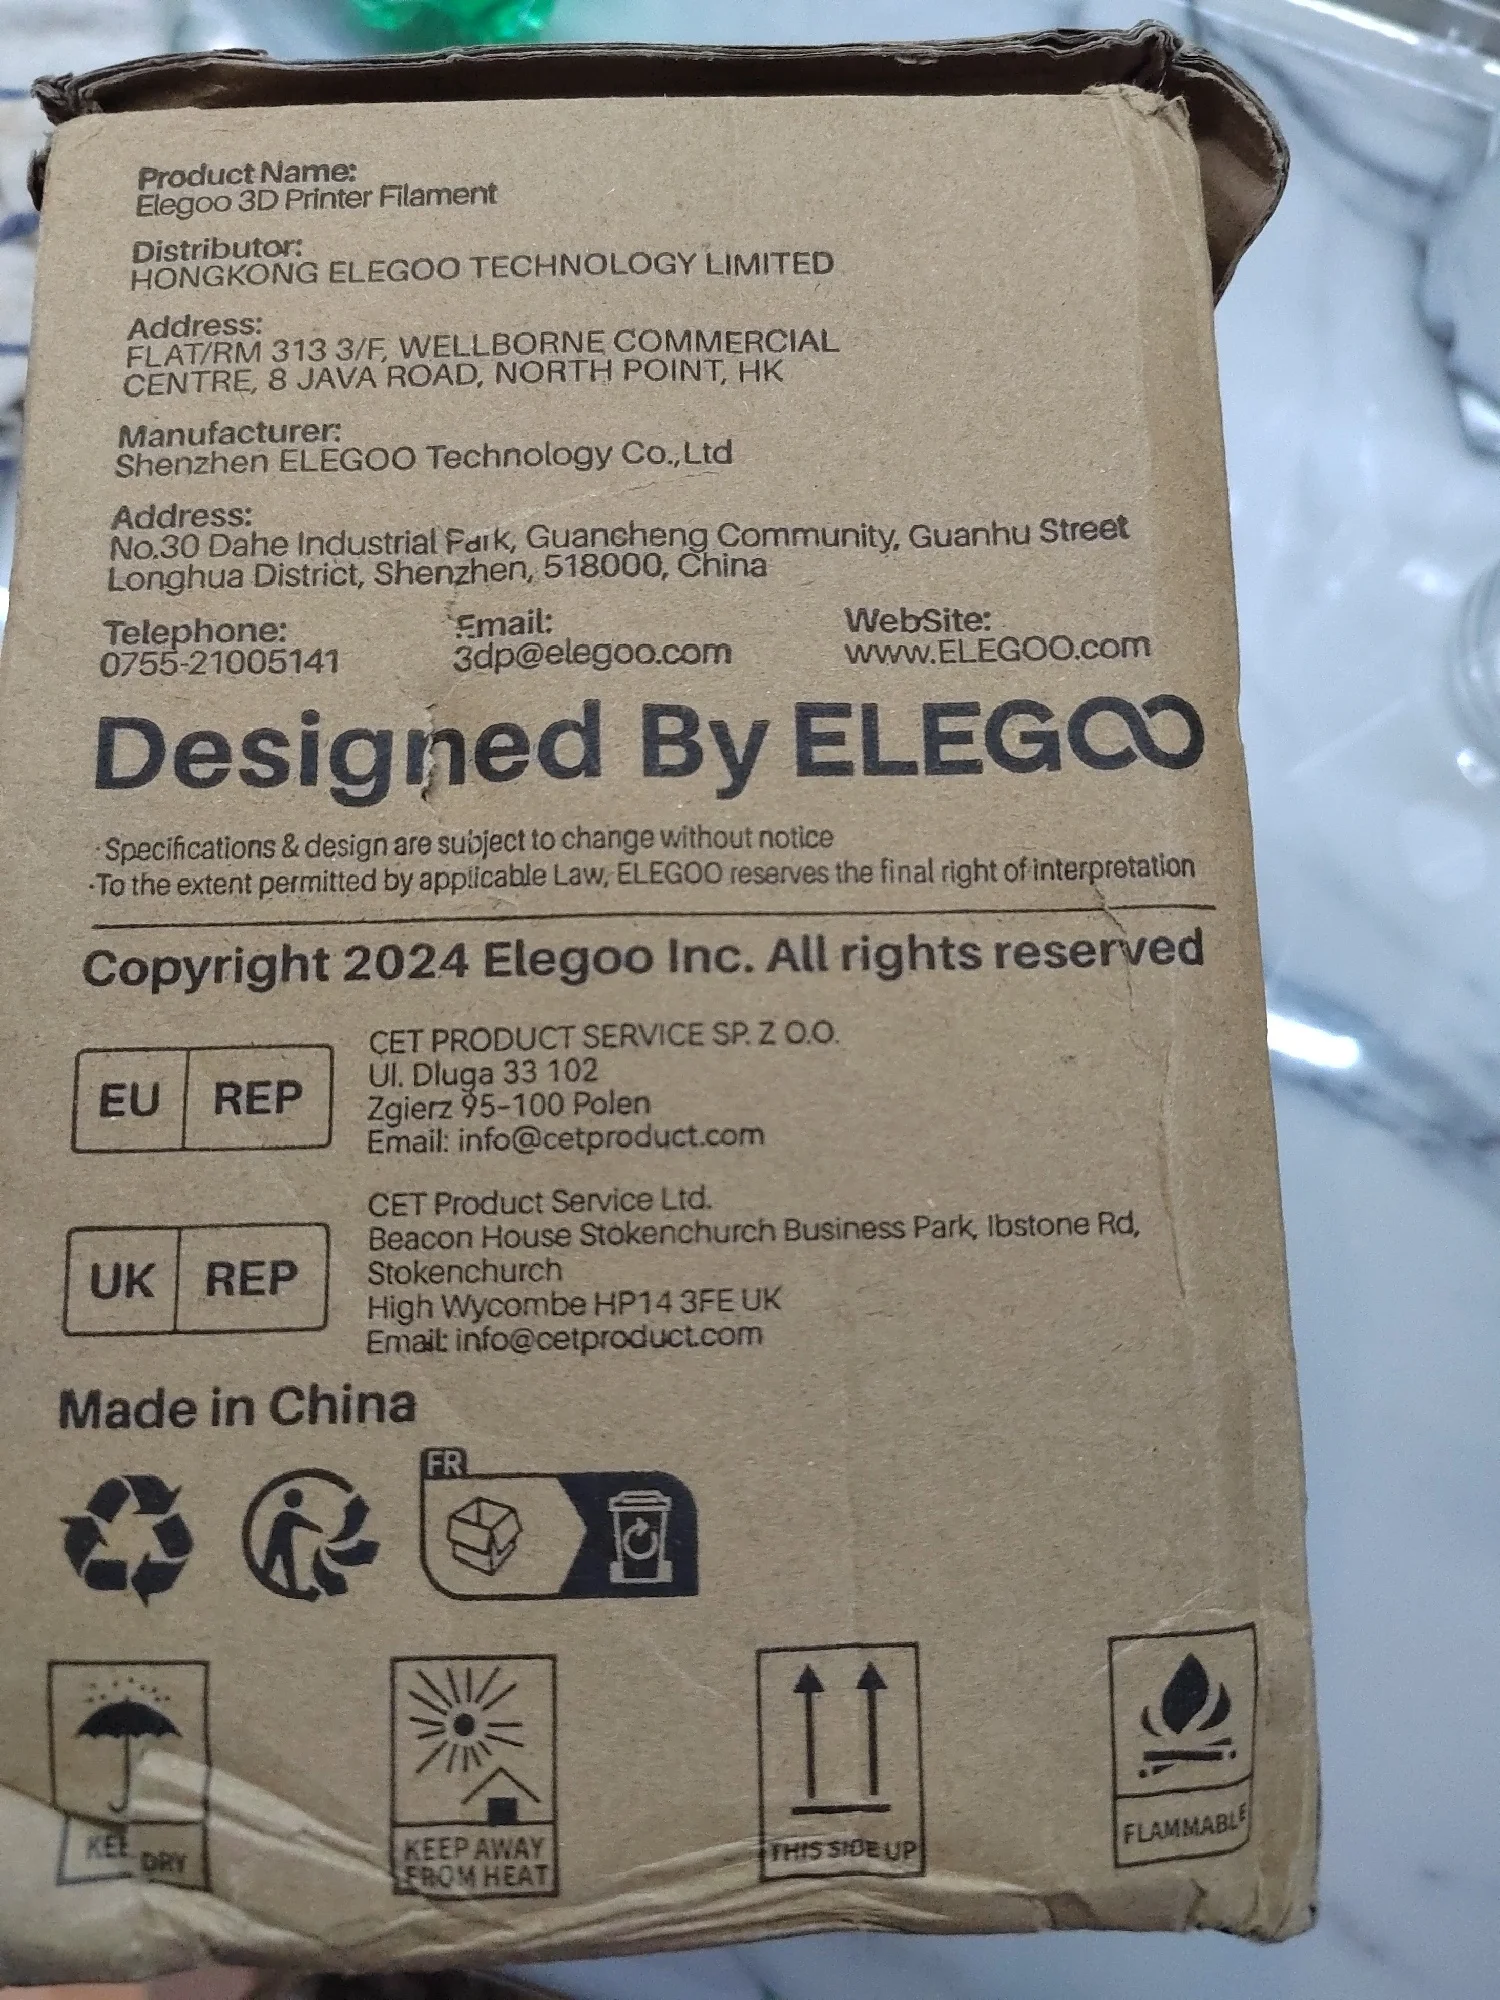 Product Name:
Elegoo 3D Printer Filament
Distributor:
HONGKONG ELEGOO TECHNOLOGY LIMITED
Address:
FLAT/RM 313 3/F, WELLBORNE COMMERCIAL
CENTRE, 8 JAVA ROAD, NORTH POINT, HK
Manufacturer:
Shenzhen ELEGOO Technology Co.,Ltd
Address:
No.30 Dahe Industrial Park, Guancheng Community, Guanhu Street
Longhua District, Shenzhen, 518000, China
Telephone: Email: WebSite:
0755-21005141 3dp@elegoo.com www.ELEGOO.com
Designed By ELEGOO
·Specifications & design are subject to change without notice
·To the extent permitted by applicable Law, ELEGOO reserves the final right of interpretation
Copyright 2024 Elegoo Inc. All rights reserved
EU REP
CET PRODUCT SERVICE SP. Z O.O.
Ul. Dluga 33 102
Zgierz 95-100 Polen
Email: info@cetproduct.com
UK REP
CET Product Service Ltd.
Beacon House Stokenchurch Business Park, Ibstone Rd,
Stokenchurch
High Wycombe HP14 3FE UK
Email: info@cetproduct.com
Made in China
FR
KEEP DRY
KEEP AWAY
FROM HEAT
THIS SIDE UP
FLAMMABLE